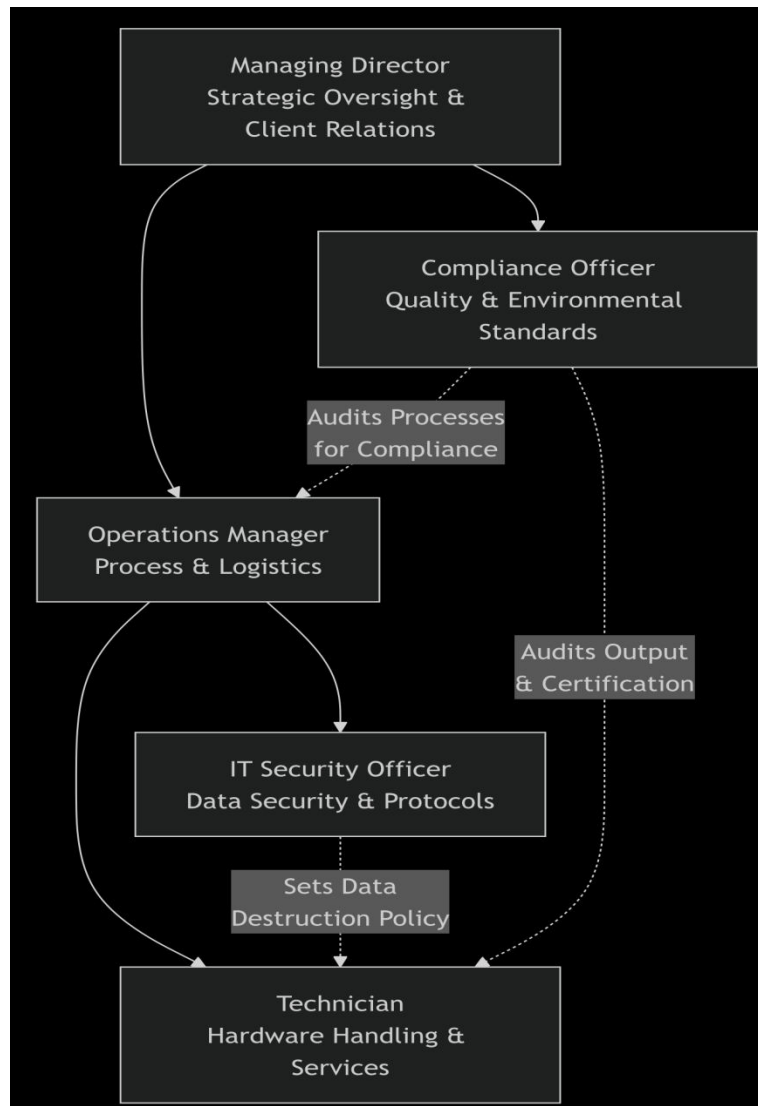 Managing Director
Strategic Oversight &
Client Relations
Compliance Officer
Quality & Environmental
Standards
Audits Processes
for Compliance
Operations Manager
Process & Logistics
Audits Output
& Certification
IT Security Officer
Data Security & Protocols
Sets Data
Destruction Policy
Technician
Hardware Handling &
Services